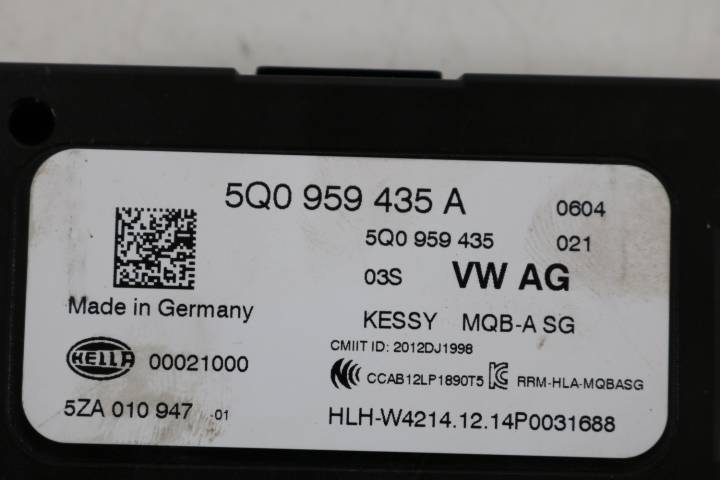 5Q0 959 435 A 0604
5Q0 959 435 021
03S VW AG
Made in Germany
KESSY MQB-A SG
CMIIT ID: 2012DJ1998
HELLA 00021000
CCAB12LP1890T5 RRM-HLA-MQBASG
5ZA 010 947 01
HLH-W4214.12.14P0031688